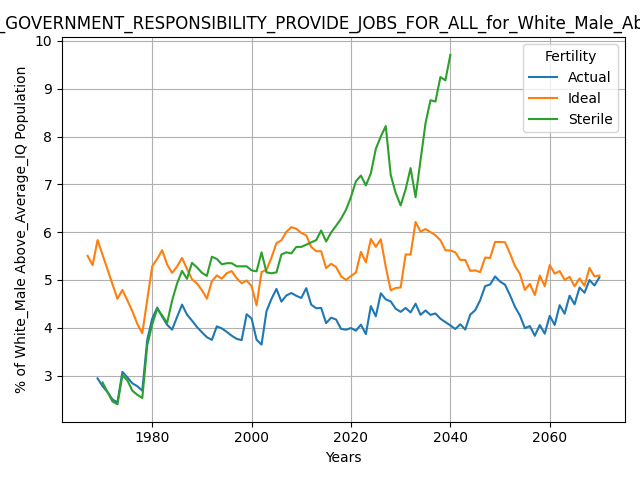 _GOVERNMENT_RESPONSIBILITY_PROVIDE_JOBS_FOR_ALL_for_White_Male_Ab
10
9
8
7
6
5
4
3
% of White_Male Above_Average_IQ Population
Fertility
Actual
Ideal
Sterile
1980
2000
2020
2040
2060
Years